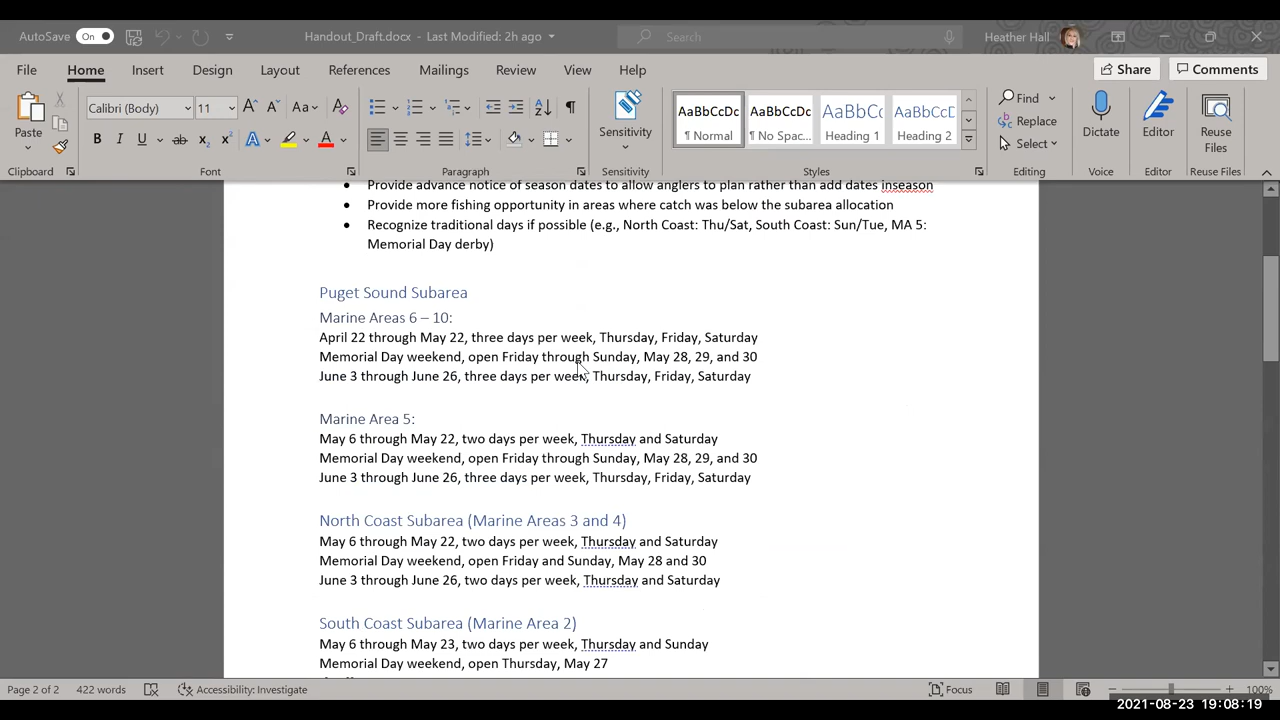 AutoSave On Handout_Draft.docx - Last Modified: 2h ago Search Heather Hall
File Home Insert Design Layout References Mailings Review View Help Share Comments
Paste
Clipboard
Calibri (Body) 11
Font
Paragraph
Sensitivity
Sensitivity
AaBbCcDc AaBbCcDc AaBbCc AaBbCcD
¶ Normal ¶ No Spac... Heading 1 Heading 2
Styles
Find
Replace
Select
Editing
Dictate
Voice
Editor
Editor
Reuse Files
Reuse Files
• Provide advance notice of season dates to allow anglers to plan rather than add dates inseason
• Provide more fishing opportunity in areas where catch was below the subarea allocation
• Recognize traditional days if possible (e.g., North Coast: Thu/Sat, South Coast: Sun/Tue, MA 5:
Memorial Day derby)
Puget Sound Subarea
Marine Areas 6 – 10:
April 22 through May 22, three days per week, Thursday, Friday, Saturday
Memorial Day weekend, open Friday through Sunday, May 28, 29, and 30
June 3 through June 26, three days per week, Thursday, Friday, Saturday
Marine Area 5:
May 6 through May 22, two days per week, Thursday and Saturday
Memorial Day weekend, open Friday through Sunday, May 28, 29, and 30
June 3 through June 26, three days per week, Thursday, Friday, Saturday
North Coast Subarea (Marine Areas 3 and 4)
May 6 through May 22, two days per week, Thursday and Saturday
Memorial Day weekend, open Friday and Sunday, May 28 and 30
June 3 through June 26, two days per week, Thursday and Saturday
South Coast Subarea (Marine Area 2)
May 6 through May 23, two days per week, Thursday and Sunday
Memorial Day weekend, open Thursday, May 27
Page 2 of 2 422 words Accessibility: Investigate Focus 100%
2021-08-23 19:08:19